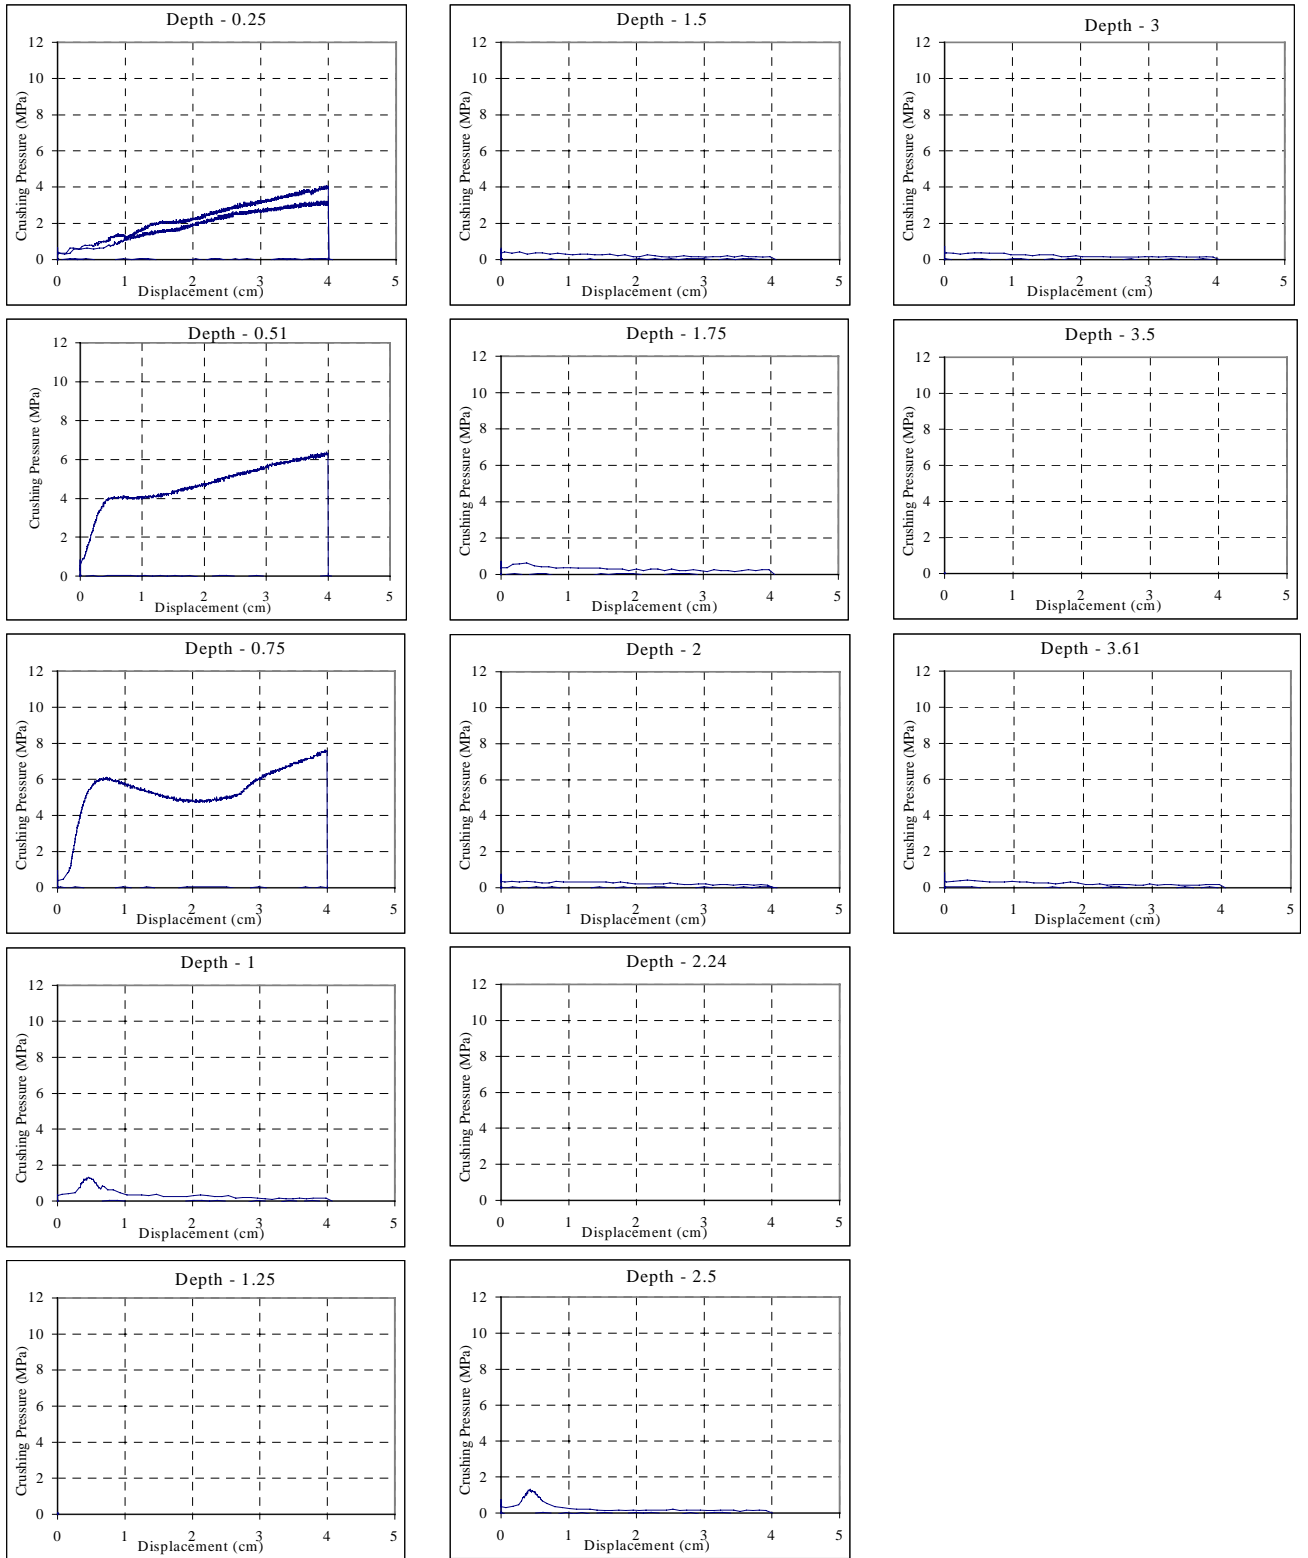 Depth - 0.25
Crushing Pressure (MPa)
12
10
8
6
4
2
0
0 1 2 3 4 5
Displacement (cm)
Depth - 1.5
Crushing Pressure (MPa)
12
10
8
6
4
2
0
0 1 2 3 4 5
Displacement (cm)
Depth - 3
Crushing Pressure (MPa)
12
10
8
6
4
2
0
0 1 2 3 4 5
Displacement (cm)
Depth - 0.51
Crushing Pressure (MPa)
12
10
8
6
4
2
0
0 1 2 3 4 5
Displacement (cm)
Depth - 1.75
Crushing Pressure (MPa)
12
10
8
6
4
2
0
0 1 2 3 4 5
Displacement (cm)
Depth - 3.5
Crushing Pressure (MPa)
12
10
8
6
4
2
0
0 1 2 3 4 5
Displacement (cm)
Depth - 0.75
Crushing Pressure (MPa)
12
10
8
6
4
2
0
0 1 2 3 4 5
Displacement (cm)
Depth - 2
Crushing Pressure (MPa)
12
10
8
6
4
2
0
0 1 2 3 4 5
Displacement (cm)
Depth - 3.61
Crushing Pressure (MPa)
12
10
8
6
4
2
0
0 1 2 3 4 5
Displacement (cm)
Depth - 1
Crushing Pressure (MPa)
12
10
8
6
4
2
0
0 1 2 3 4 5
Displacement (cm)
Depth - 2.24
Crushing Pressure (MPa)
12
10
8
6
4
2
0
0 1 2 3 4 5
Displacement (cm)
Depth - 1.25
Crushing Pressure (MPa)
12
10
8
6
4
2
0
0 1 2 3 4 5
Displacement (cm)
Depth - 2.5
Crushing Pressure (MPa)
12
10
8
6
4
2
0
0 1 2 3 4 5
Displacement (cm)